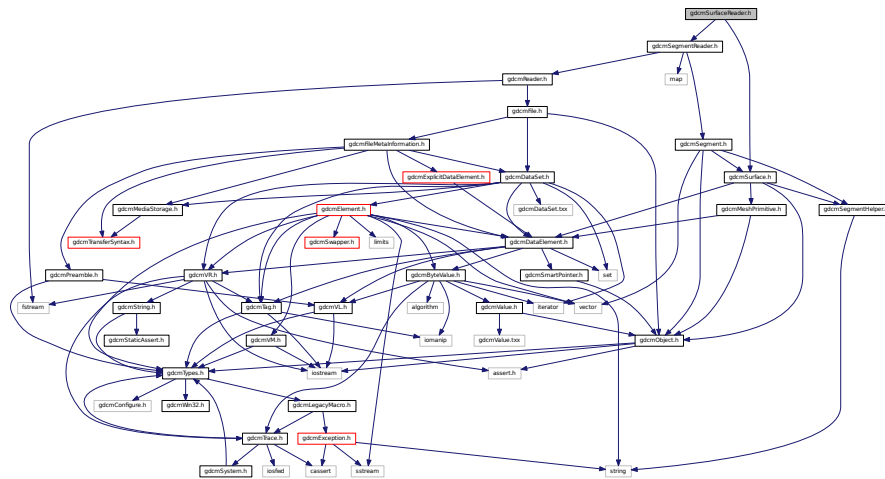 gdcmSurfaceReader.h
gdcmSegmentReader.h
gdcmReader.h
map
gdcmFile.h
gdcmFileMetaInformation.h
gdcmSegment.h
gdcmExplicitDataElement.h
gdcmDataSet.h
gdcmSurface.h
gdcmMediaStorage.h
gdcmElement.h
gdcmDataSet.txx
gdcmMeshPrimitive.h
gdcmSegmentHelper.
gdcmTransferSyntax.h
gdcmSwapper.h
limits
gdcmDataElement.h
gdcmPreamble.h
gdcmVR.h
gdcmByteValue.h
gdcmSmartPointer.h
set
fstream
gdcmString.h
gdcmTag.h
gdcmVL.h
algorithm
gdcmValue.h
iterator
vector
gdcmStaticAssert.h
gdcmVM.h
iomanip
gdcmValue.txx
gdcmObject.h
gdcmTypes.h
iostream
assert.h
gdcmConfigure.h
gdcmWin32.h
gdcmLegacyMacro.h
gdcmTrace.h
gdcmException.h
gdcmSystem.h
iosfwd
cassert
sstream
string